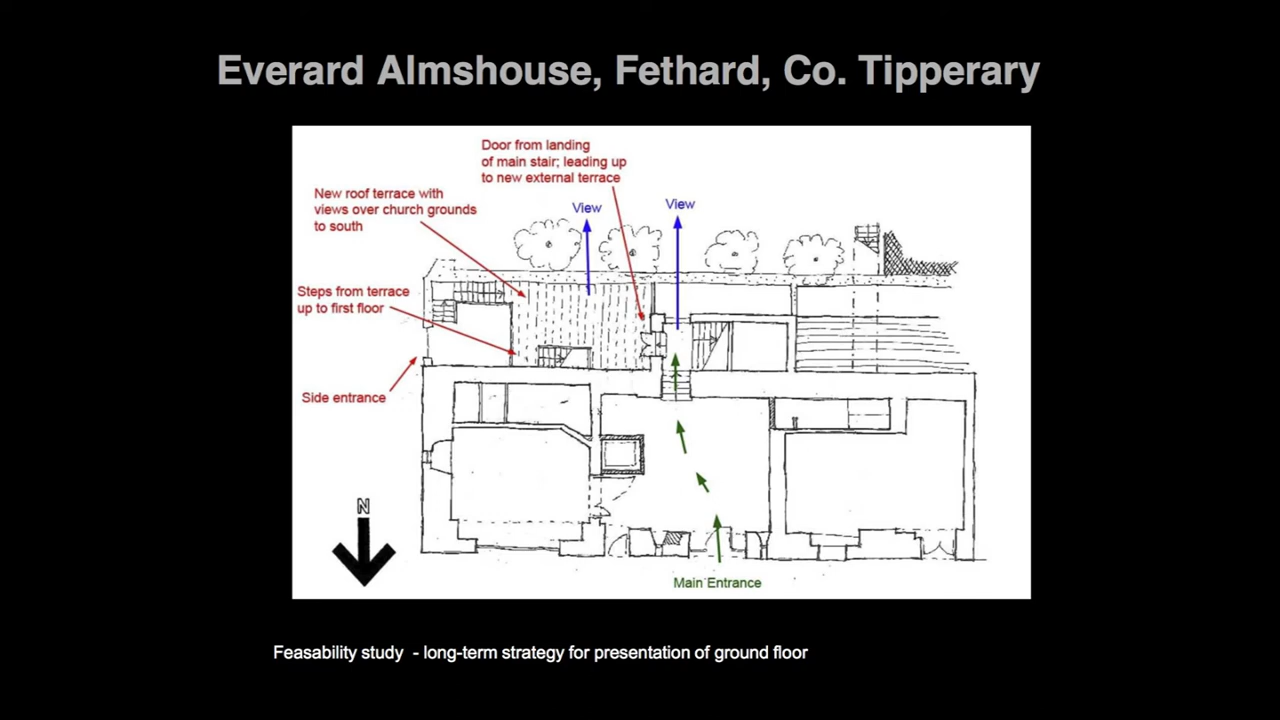 Everard Almshouse, Fethard, Co. Tipperary
Door from landing
of main stair; leading up
to new external terrace
New roof terrace with
views over church grounds
to south
View
View
Steps from terrace
up to first floor
Side entrance
N
Main Entrance
Feasability study - long-term strategy for presentation of ground floor